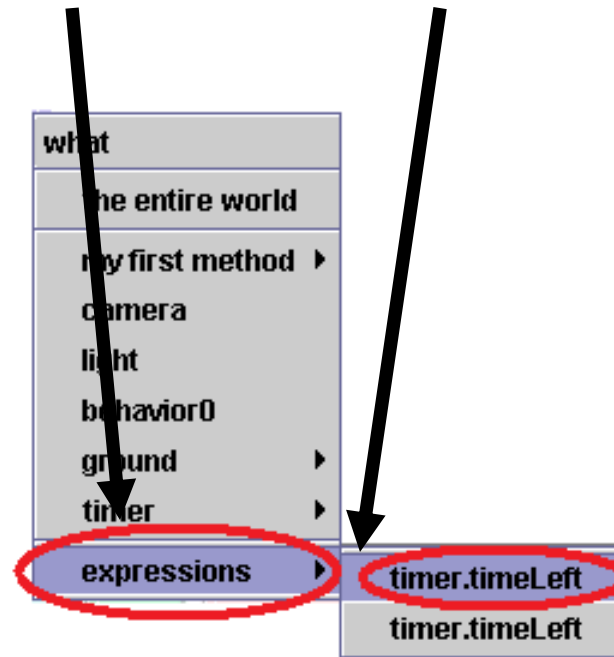 what
the entire world
my first method
camera
light
behavior0
ground
timer
expressions
timer.timeLeft
timer.timeLeft